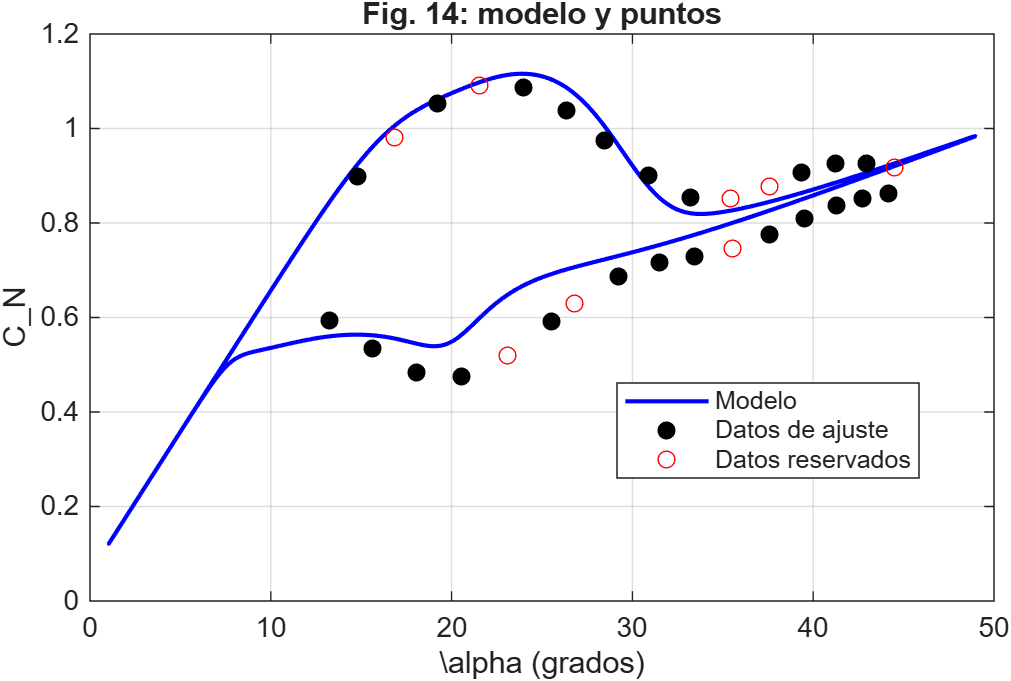 Fig. 14: modelo y puntos
1.2
1
0.8
0.6
0.4
0.2
0
C_N
0 10 20 30 40 50
\alpha (grados)
Modelo
Datos de ajuste
Datos reservados